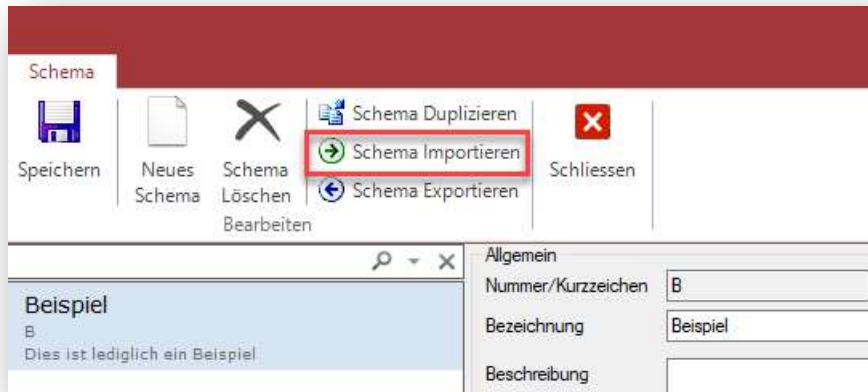 Schema
Speichern
Neues Schema
Schema Löschen
Schema Duplizieren
Schema Importieren
Schema Exportieren
Schliessen
Bearbeiten
Beispiel
B
Dies ist lediglich ein Beispiel
Allgemein
Nummer/Kurzzeichen B
Bezeichnung Beispiel
Beschreibung